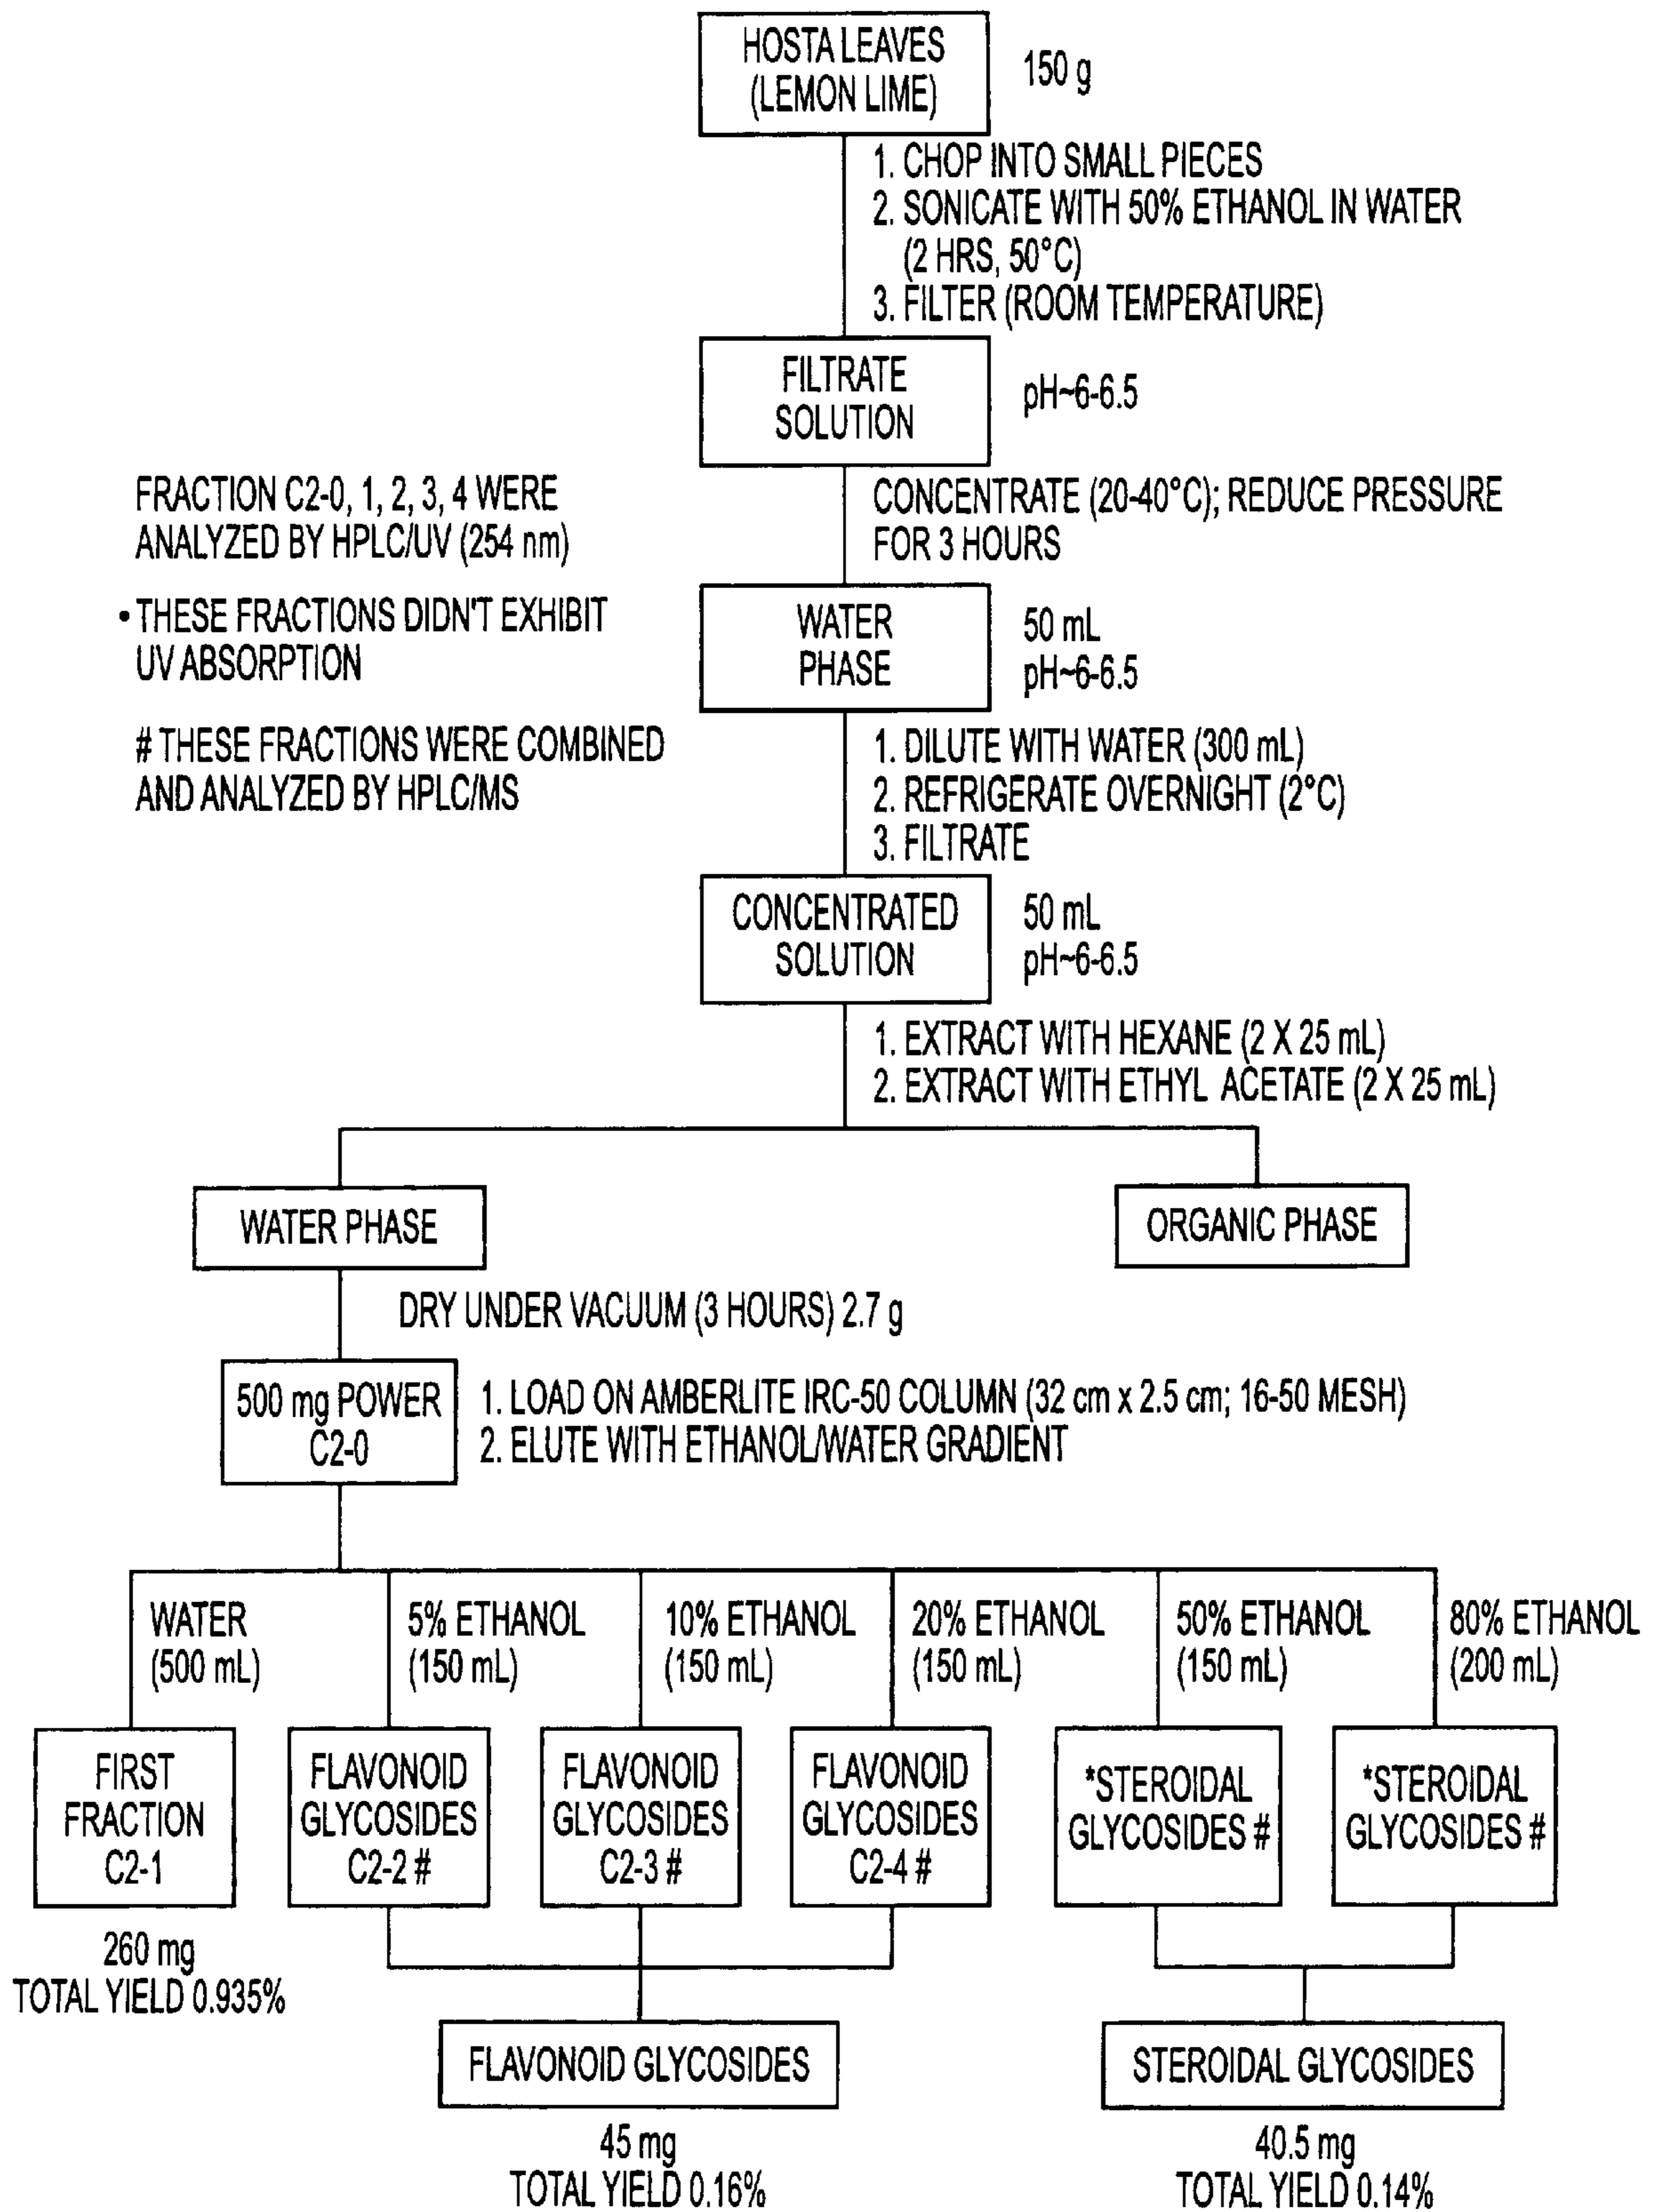 HOSTA LEAVES
(LEMON LIME)
150 g
1. CHOP INTO SMALL PIECES
2. SONICATE WITH 50% ETHANOL IN WATER
(2 HRS, 50°C)
3. FILTER (ROOM TEMPERATURE)
FILTRATE
SOLUTION
pH~6-6.5
FRACTION C2-0, 1, 2, 3, 4 WERE
ANALYZED BY HPLC/UV (254 nm)
• THESE FRACTIONS DIDN'T EXHIBIT
UV ABSORPTION
# THESE FRACTIONS WERE COMBINED
AND ANALYZED BY HPLC/MS
CONCENTRATE (20-40°C); REDUCE PRESSURE
FOR 3 HOURS
WATER
PHASE
50 mL
pH~6-6.5
1. DILUTE WITH WATER (300 mL)
2. REFRIGERATE OVERNIGHT (2°C)
3. FILTRATE
CONCENTRATED
SOLUTION
50 mL
pH~6-6.5
1. EXTRACT WITH HEXANE (2 X 25 mL)
2. EXTRACT WITH ETHYL ACETATE (2 X 25 mL)
WATER PHASE
ORGANIC PHASE
DRY UNDER VACUUM (3 HOURS) 2.7 g
500 mg POWER
C2-0
1. LOAD ON AMBERLITE IRC-50 COLUMN (32 cm x 2.5 cm; 16-50 MESH)
2. ELUTE WITH ETHANOL/WATER GRADIENT
WATER
(500 mL)
5% ETHANOL
(150 mL)
10% ETHANOL
(150 mL)
20% ETHANOL
(150 mL)
50% ETHANOL
(150 mL)
80% ETHANOL
(200 mL)
FIRST
FRACTION
C2-1
FLAVONOID
GLYCOSIDES
C2-2 #
FLAVONOID
GLYCOSIDES
C2-3 #
FLAVONOID
GLYCOSIDES
C2-4 #
*STEROIDAL
GLYCOSIDES #
*STEROIDAL
GLYCOSIDES #
260 mg
TOTAL YIELD 0.935%
FLAVONOID GLYCOSIDES
45 mg
TOTAL YIELD 0.16%
STEROIDAL GLYCOSIDES
40.5 mg
TOTAL YIELD 0.14%